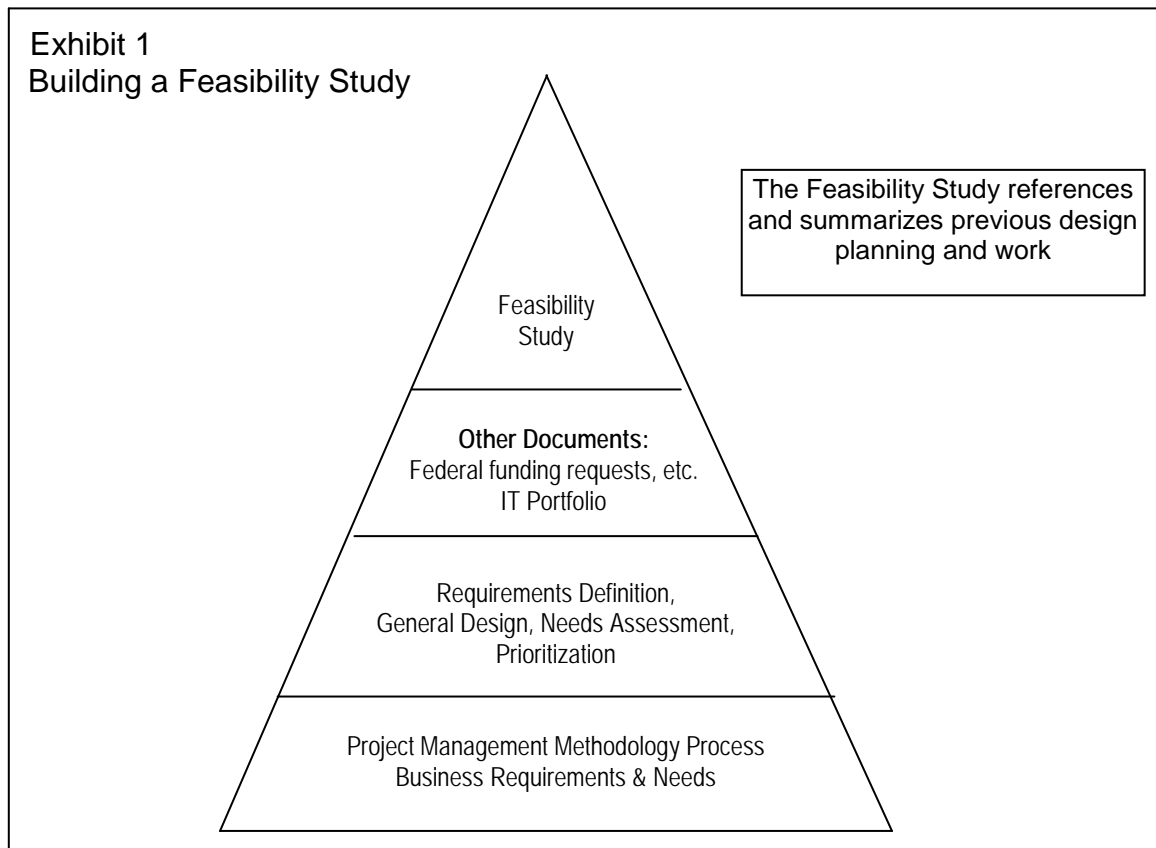 Exhibit 1
Building a Feasibility Study
The Feasibility Study references
and summarizes previous design
planning and work
Feasibility
Study
Other Documents:
Federal funding requests, etc.
IT Portfolio
Requirements Definition,
General Design, Needs Assessment,
Prioritization
Project Management Methodology Process
Business Requirements & Needs